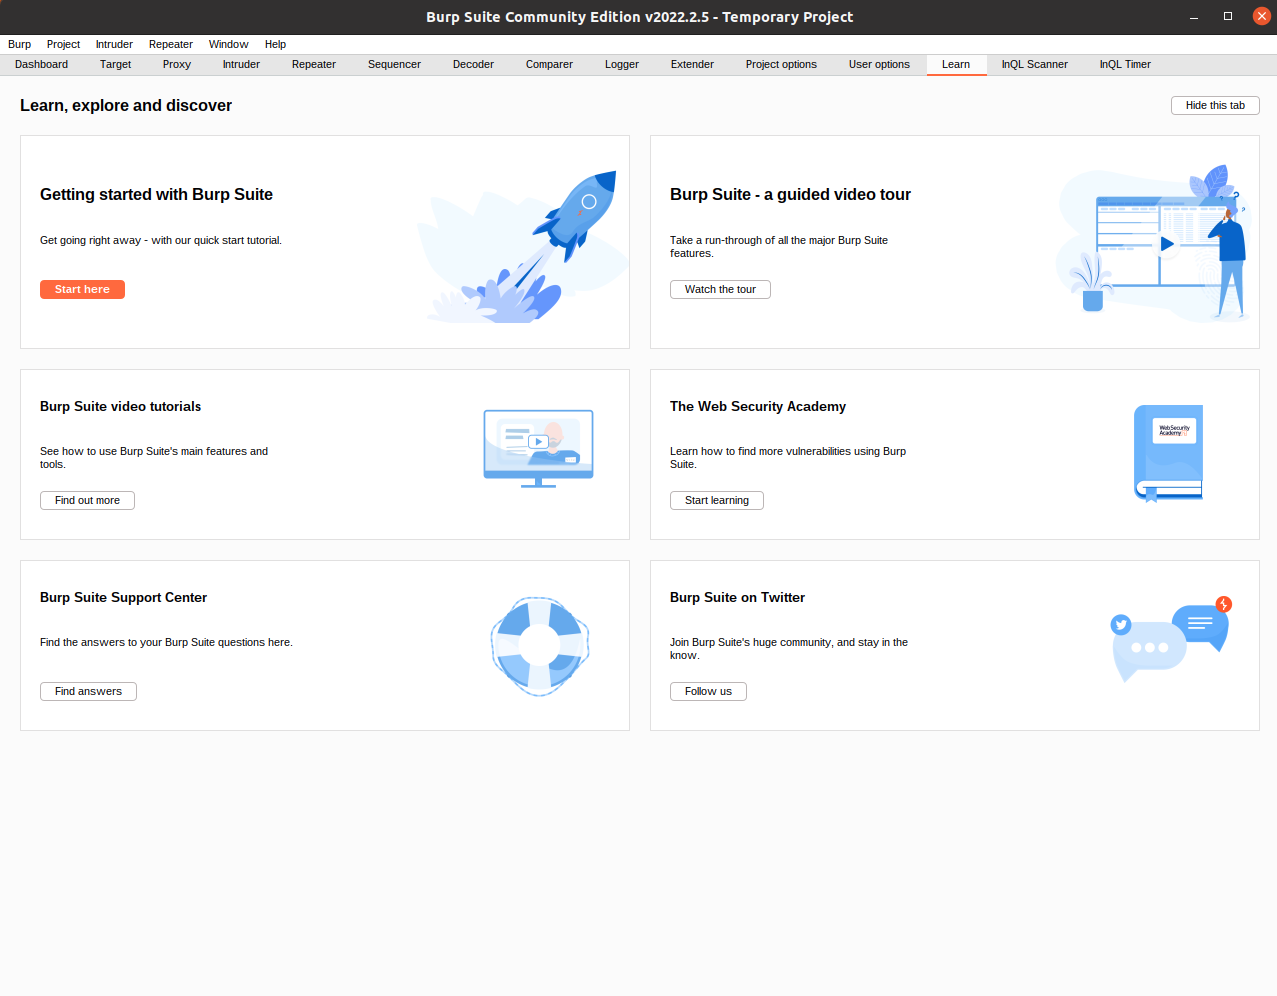 Burp Suite Community Edition v2022.2.5 - Temporary Project
Burp Project Intruder Repeater Window Help
Dashboard Target Proxy Intruder Repeater Sequencer Decoder Comparer Logger Extender Project options User options Learn InQL Scanner InQL Timer
Learn, explore and discover
Hide this tab
Getting started with Burp Suite
Get going right away - with our quick start tutorial.
Start here
Burp Suite - a guided video tour
Take a run-through of all the major Burp Suite
features.
Watch the tour
Burp Suite video tutorials
See how to use Burp Suite's main features and
tools.
Find out more
The Web Security Academy
Learn how to find more vulnerabilities using Burp
Suite.
Start learning
Web Security
Academy
Burp Suite Support Center
Find the answers to your Burp Suite questions here.
Find answers
Burp Suite on Twitter
Join Burp Suite's huge community, and stay in the
know.
Follow us